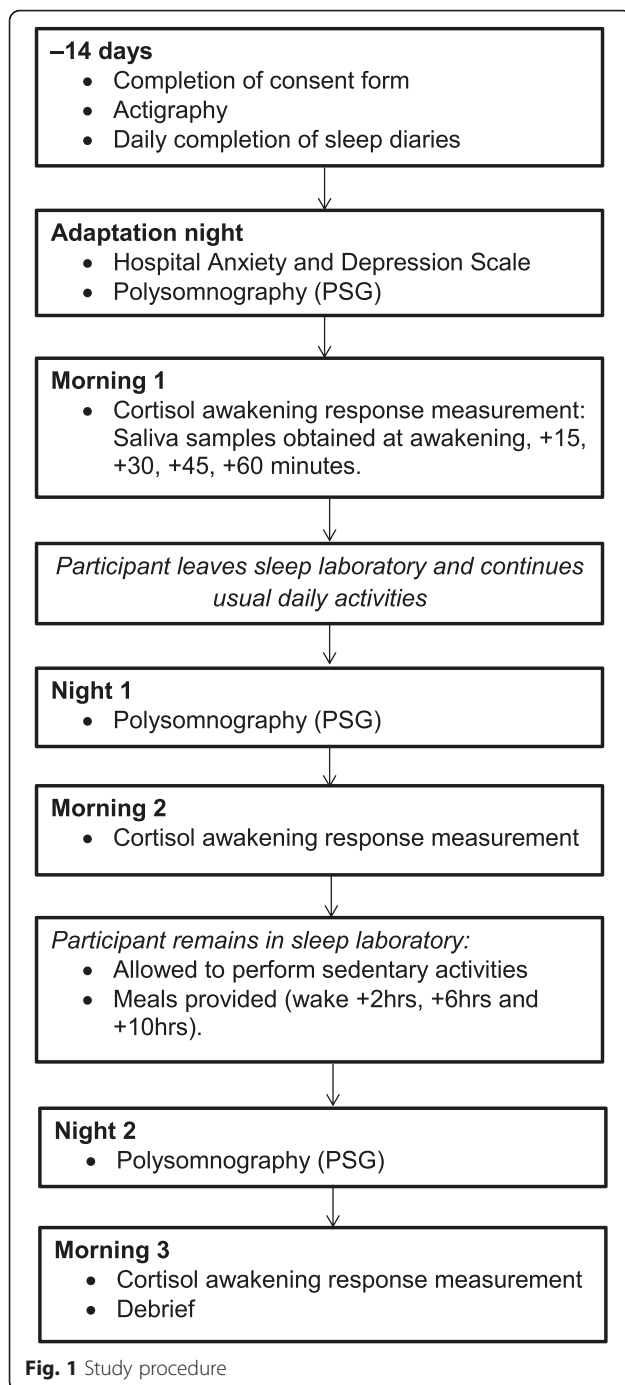 –14 days
• Completion of consent form
• Actigraphy
• Daily completion of sleep diaries
Adaptation night
• Hospital Anxiety and Depression Scale
• Polysomnography (PSG)
Morning 1
• Cortisol awakening response measurement:
Saliva samples obtained at awakening, +15,
+30, +45, +60 minutes.
Participant leaves sleep laboratory and continues
usual daily activities
Night 1
• Polysomnography (PSG)
Morning 2
• Cortisol awakening response measurement
Participant remains in sleep laboratory:
• Allowed to perform sedentary activities
• Meals provided (wake +2hrs, +6hrs and
+10hrs).
Night 2
• Polysomnography (PSG)
Morning 3
• Cortisol awakening response measurement
• Debrief
Fig. 1 Study procedure